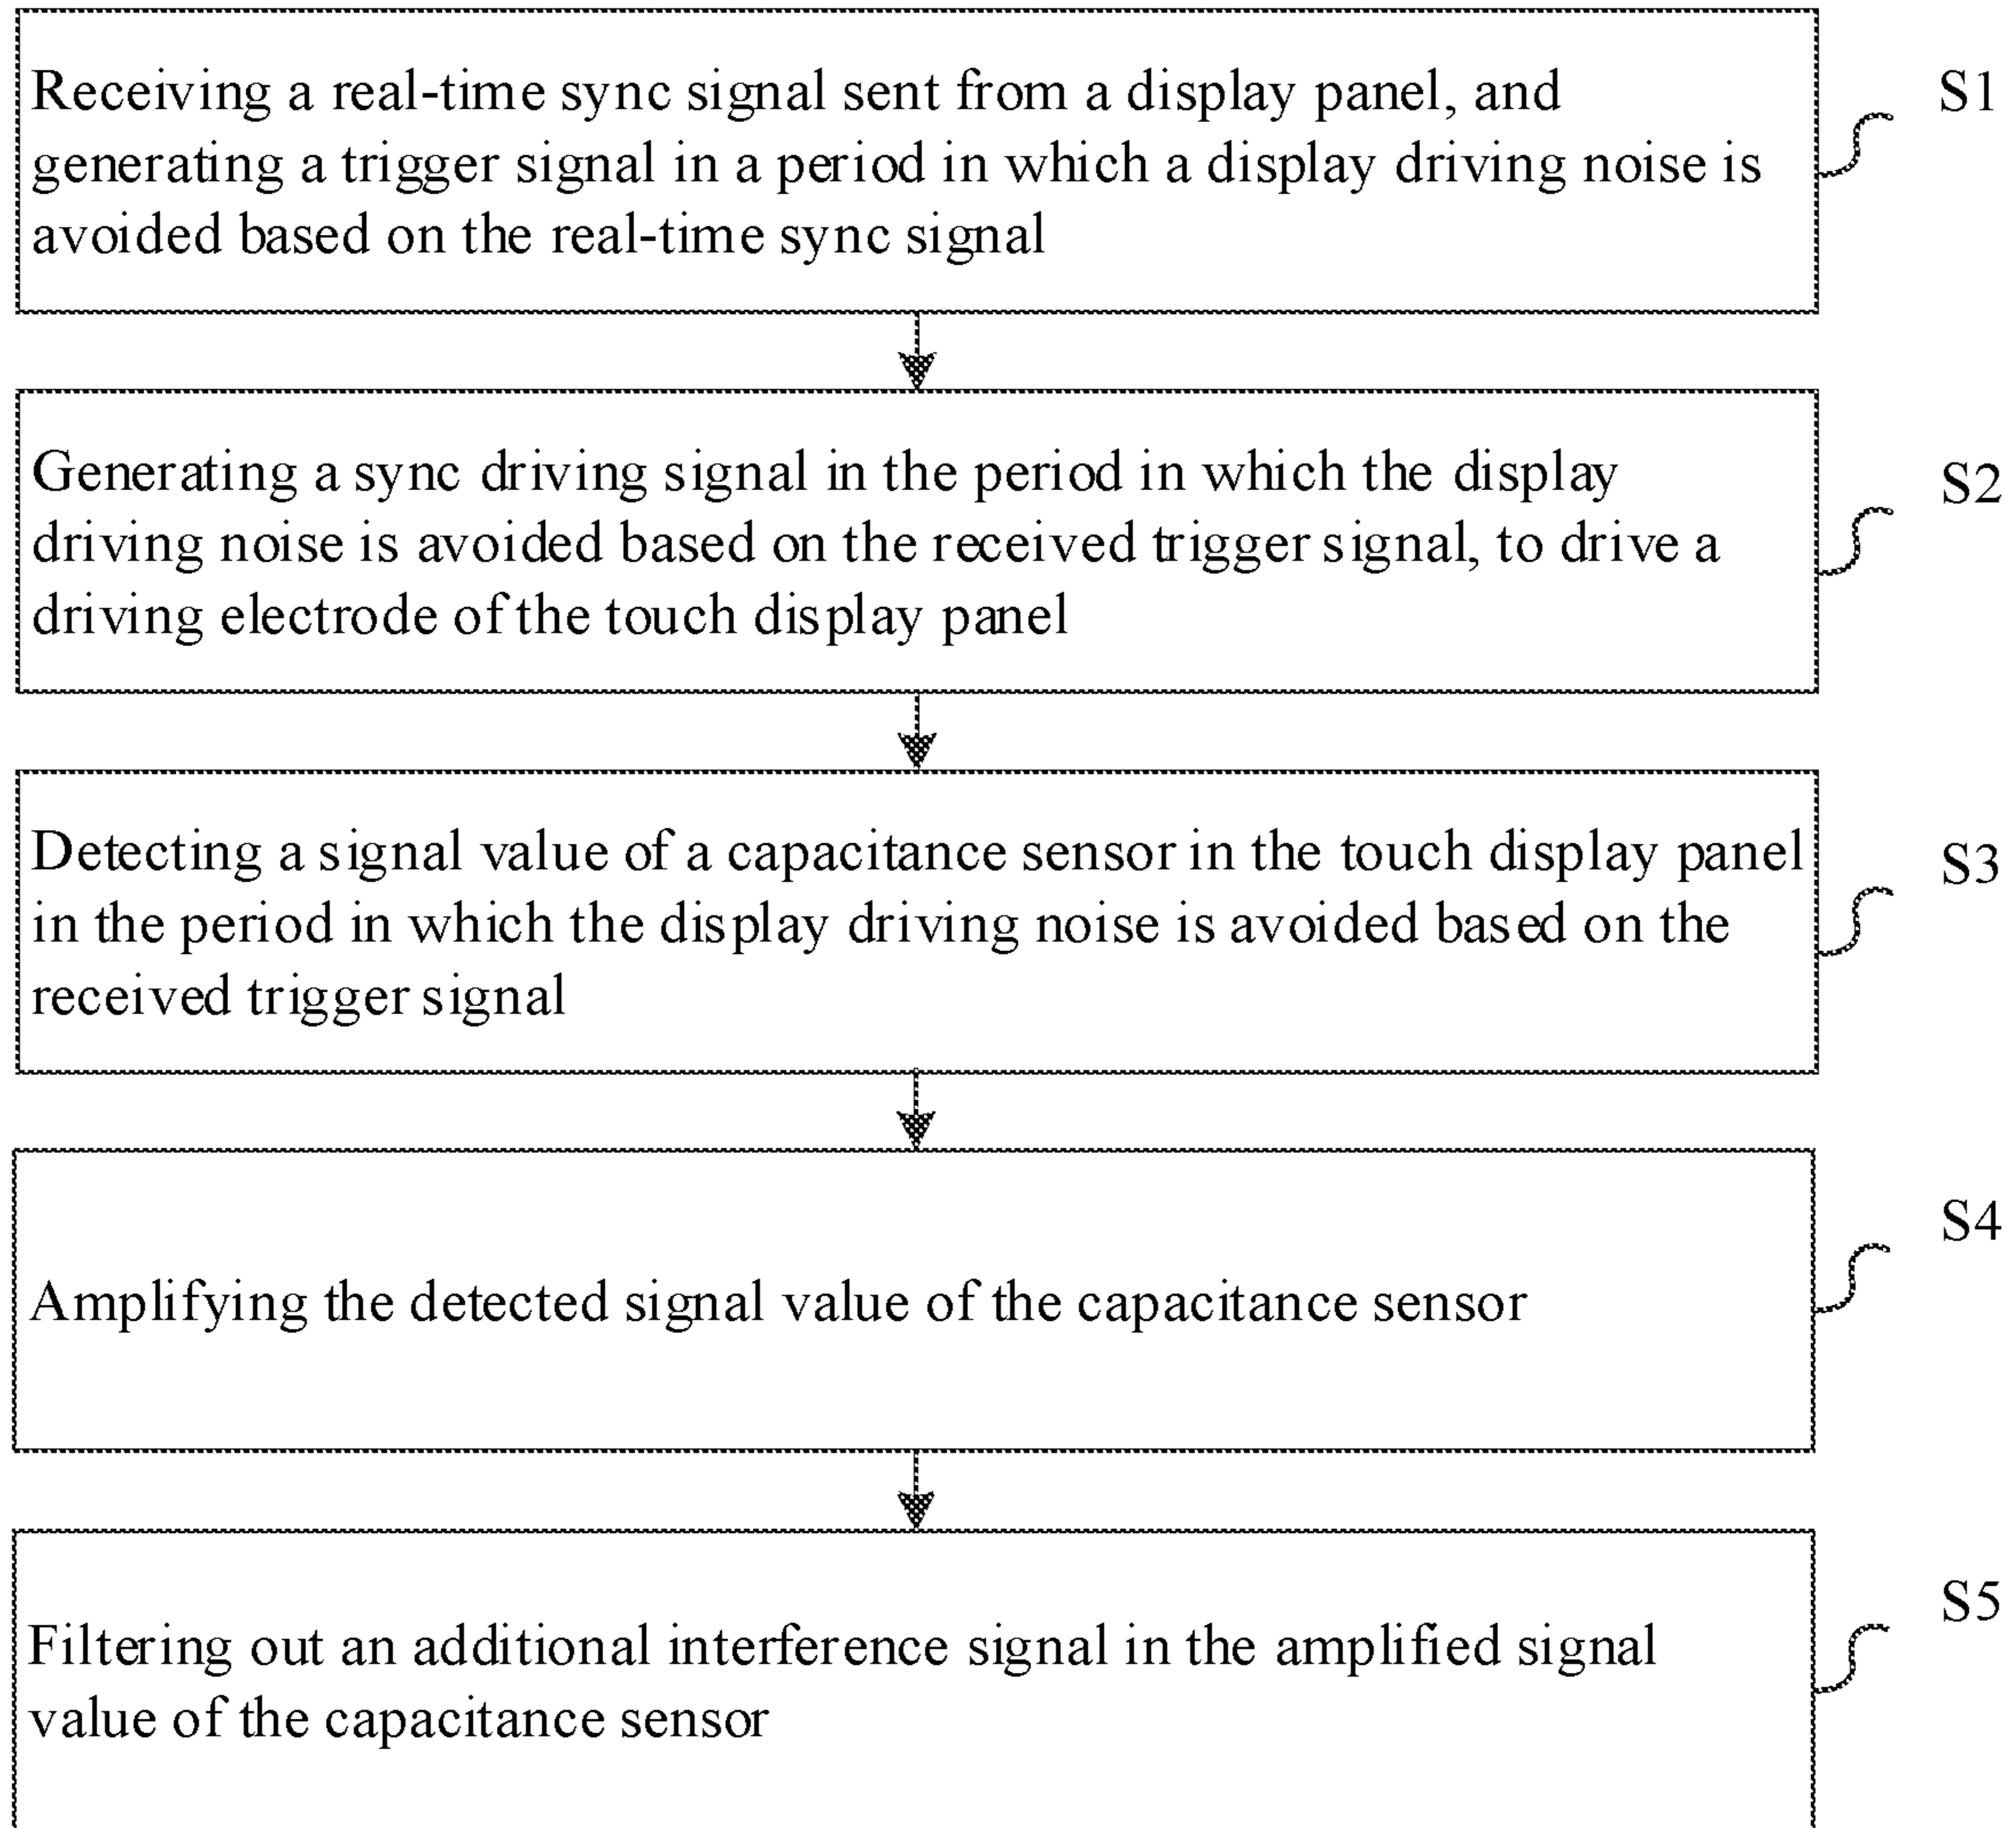 Receiving a real-time sync signal sent from a display panel, and
generating a trigger signal in a period in which a display driving noise is
avoided based on the real-time sync signal
S1
Generating a sync driving signal in the period in which the display
driving noise is avoided based on the received trigger signal, to drive a
driving electrode of the touch display panel
S2
Detecting a signal value of a capacitance sensor in the touch display panel
in the period in which the display driving noise is avoided based on the
received trigger signal
S3
Amplifying the detected signal value of the capacitance sensor
S4
Filtering out an additional interference signal in the amplified signal
value of the capacitance sensor
S5